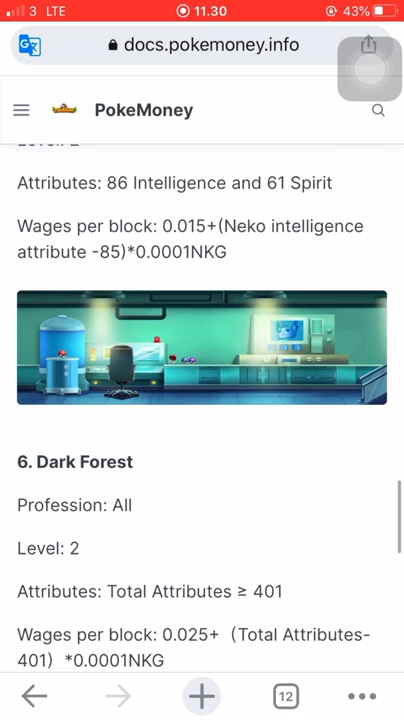 3 LTE 11.30 43%
docs.pokemoney.info
PokeMoney
Attributes: 86 Intelligence and 61 Spirit
Wages per block: 0.015+(Neko intelligence
attribute -85)*0.0001NKG
6. Dark Forest
Profession: All
Level: 2
Attributes: Total Attributes ≥ 401
Wages per block: 0.025+（Total Attributes-
401）*0.0001NKG
12